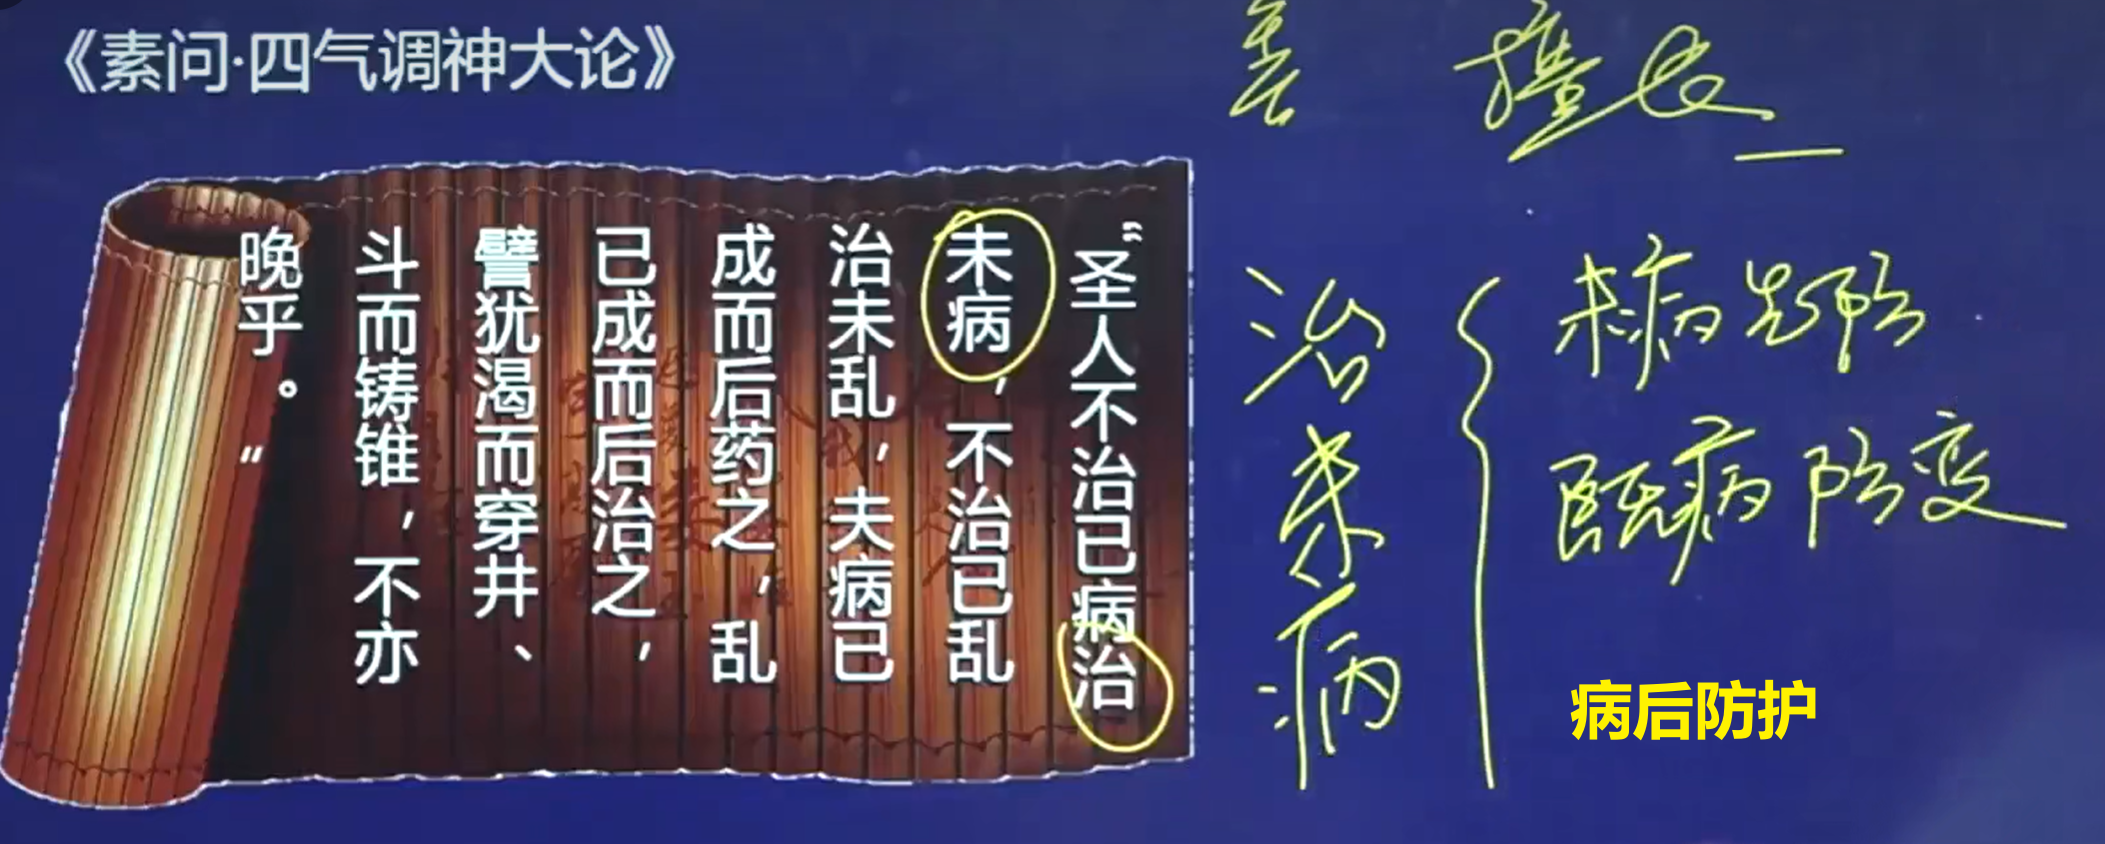 《素问·四气调神大论》
“圣人不治已病治
未病，不治已乱
治未乱，夫病已
成而后药之，乱
已成而后治之，
譬犹渴而穿井、
斗而铸锥，不亦
晚乎。”
治未病
未病先防
既病防变
病后防护